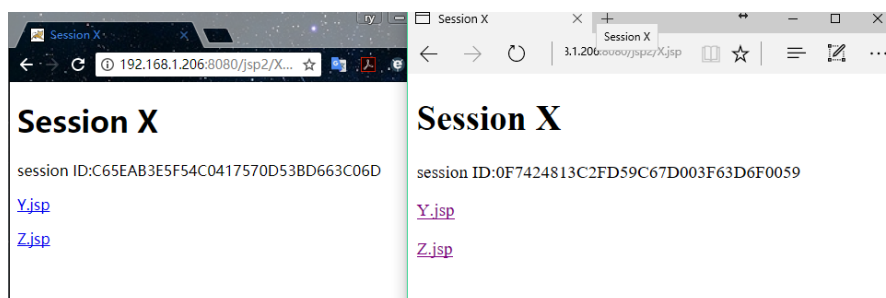 ry
Session X
192.168.1.206:8080/jsp2/X...
Session X
session ID:C65EAB3E5F54C0417570D53BD663C06D
Y.jsp
Z.jsp
Session X
Session X
3.1.206:8080/jsp2/X.jsp
Session X
session ID:0F7424813C2FD59C67D003F63D6F0059
Y.jsp
Z.jsp